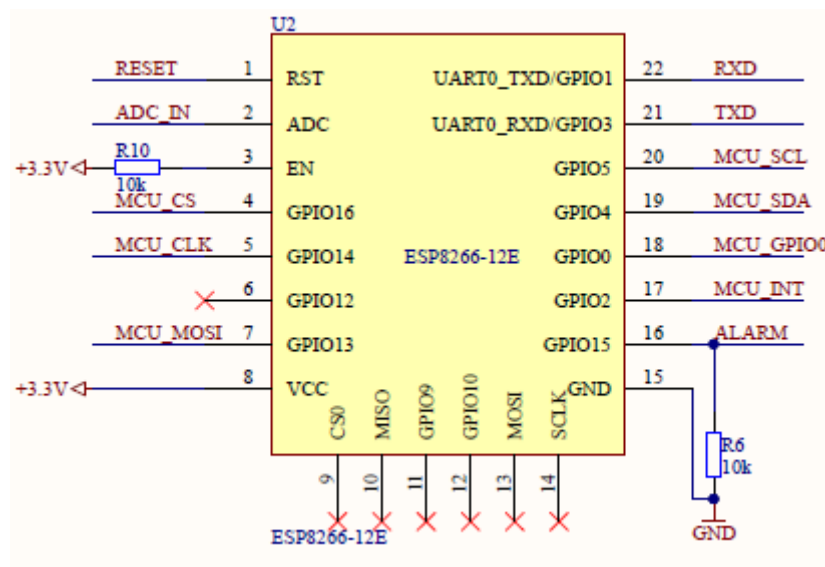 U2
RESET 1 RST UART0_TXD/GPIO1 22 RXD
ADC_IN 2 ADC UART0_RXD/GPIO3 21 TXD
R10
+3.3V 3 EN GPIO5 20 MCU_SCL
10k
MCU_CS 4 GPIO16 GPIO4 19 MCU_SDA
MCU_CLK 5 GPIO14 ESP8266-12E GPIO0 18 MCU_GPIO0
6 GPIO12 GPIO2 17 MCU_INT
MCU_MOSI 7 GPIO13 GPIO15 16 ALARM
+3.3V 8 VCC GND 15
CS0 MISO GPIO9 GPIO10 MOSI SCLK
R6
10k
9 10 11 12 13 14
ESP8266-12E
GND